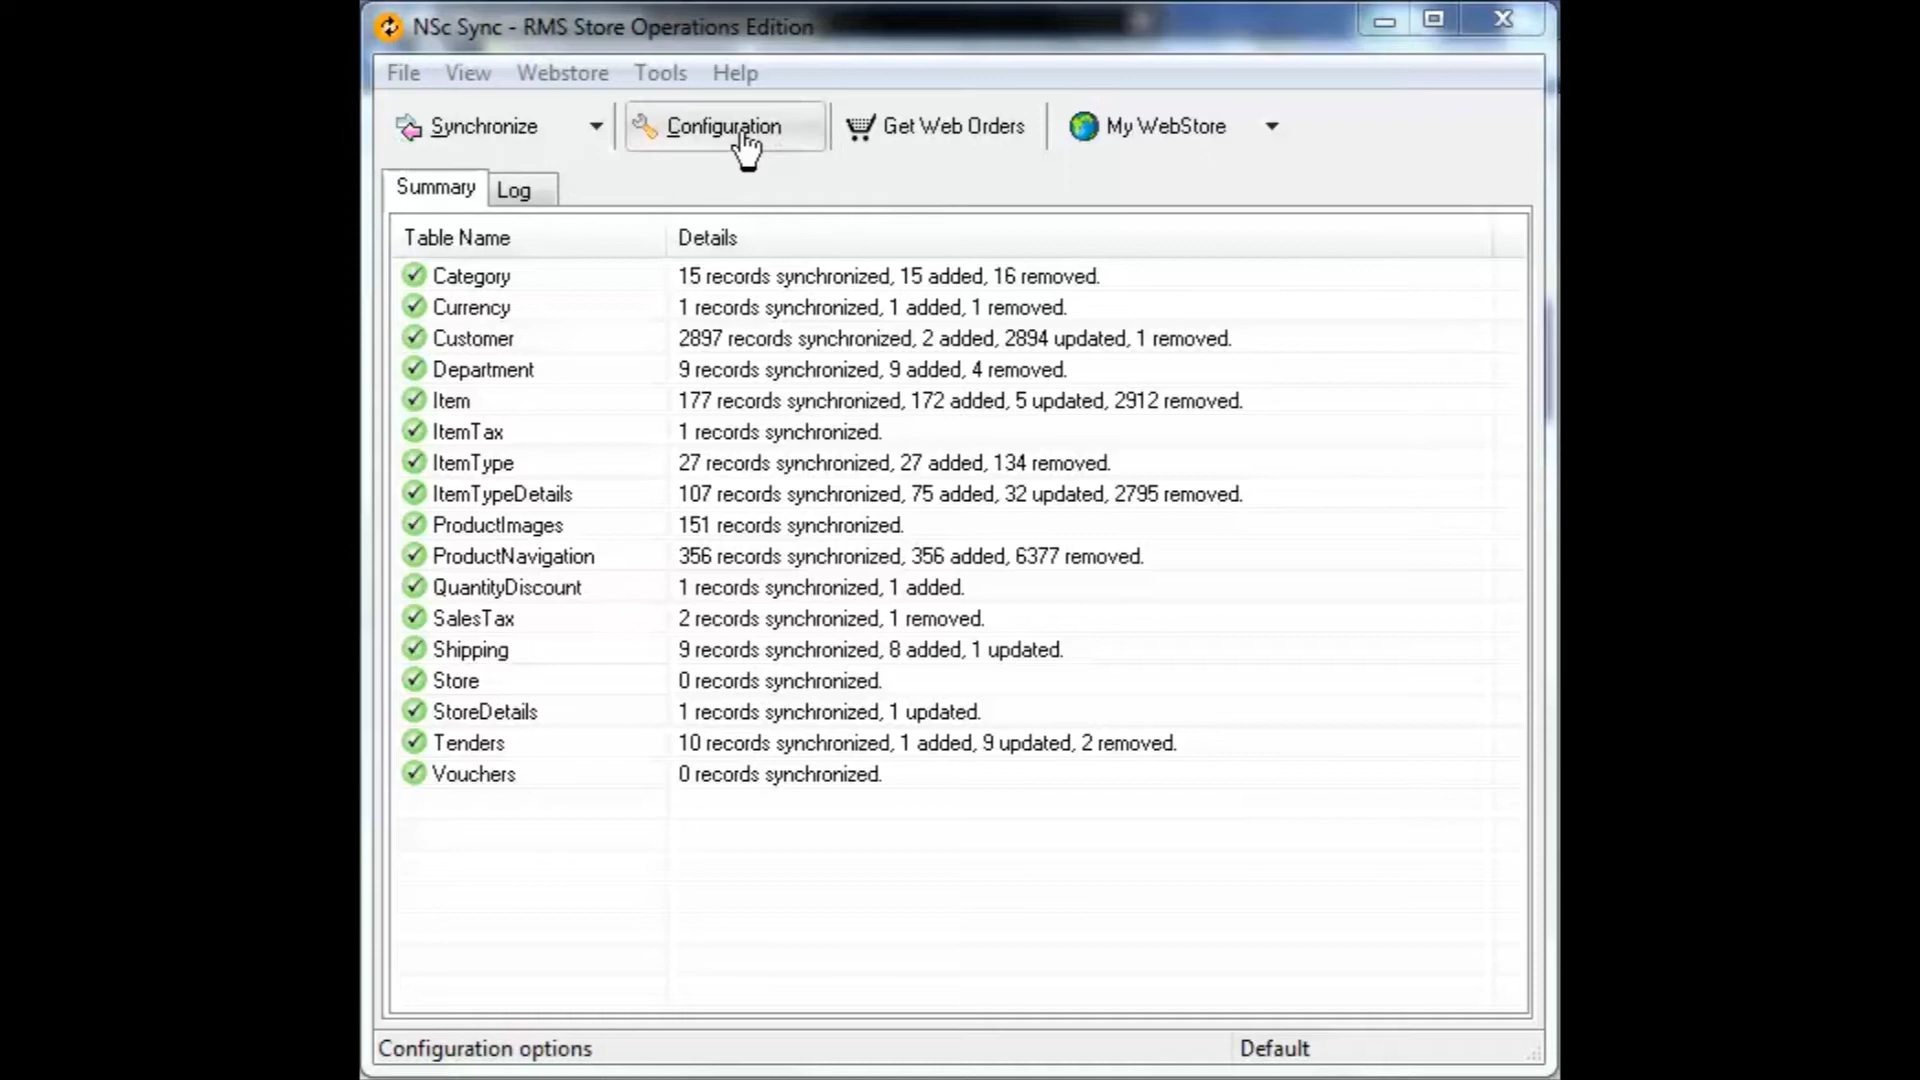 NSc Sync - RMS Store Operations Edition
File View Webstore Tools Help
Synchronize Configuration Get Web Orders My WebStore
Summary Log
Table Name Details
Category 15 records synchronized, 15 added, 16 removed.
Currency 1 records synchronized, 1 added, 1 removed.
Customer 2897 records synchronized, 2 added, 2894 updated, 1 removed.
Department 9 records synchronized, 9 added, 4 removed.
Item 177 records synchronized, 172 added, 5 updated, 2912 removed.
ItemTax 1 records synchronized.
ItemType 27 records synchronized, 27 added, 134 removed.
ItemTypeDetails 107 records synchronized, 75 added, 32 updated, 2795 removed.
ProductImages 151 records synchronized.
ProductNavigation 356 records synchronized, 356 added, 6377 removed.
QuantityDiscount 1 records synchronized, 1 added.
SalesTax 2 records synchronized, 1 removed.
Shipping 9 records synchronized, 8 added, 1 updated.
Store 0 records synchronized.
StoreDetails 1 records synchronized, 1 updated.
Tenders 10 records synchronized, 1 added, 9 updated, 2 removed.
Vouchers 0 records synchronized.
Configuration options Default